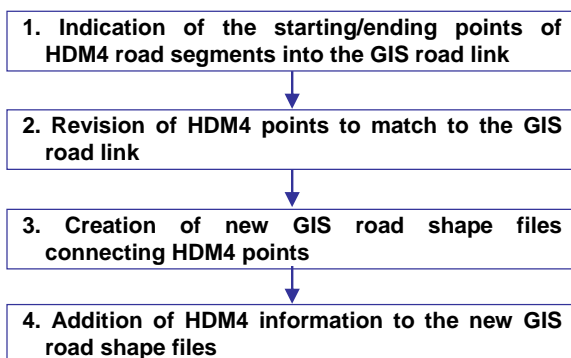 1. Indication of the starting/ending points of
HDM4 road segments into the GIS road link
2. Revision of HDM4 points to match to the GIS
road link
3. Creation of new GIS road shape files
connecting HDM4 points
4. Addition of HDM4 information to the new GIS
road shape files